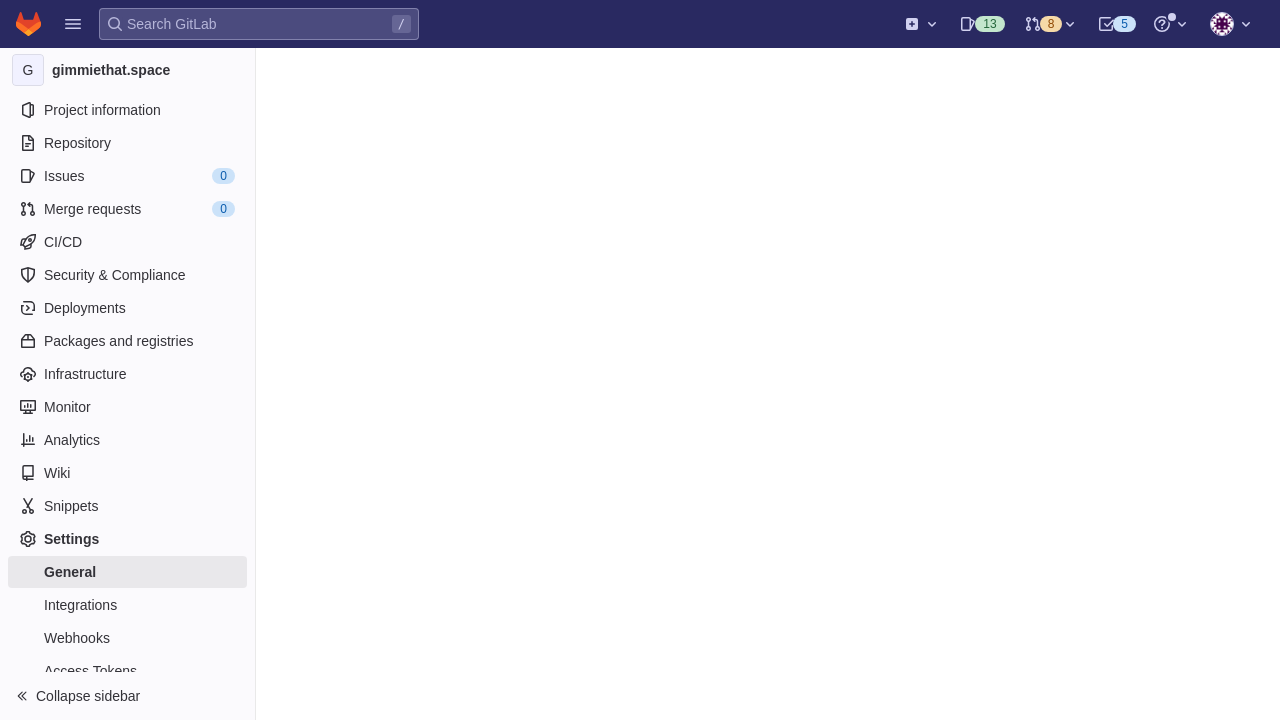 Search GitLab
/
13
8
5
G
gimmiethat.space
Project information
Repository
Issues
0
Merge requests
0
CI/CD
Security & Compliance
Deployments
Packages and registries
Infrastructure
Monitor
Analytics
Wiki
Snippets
Settings
General
Integrations
Webhooks
Access Tokens
Collapse sidebar